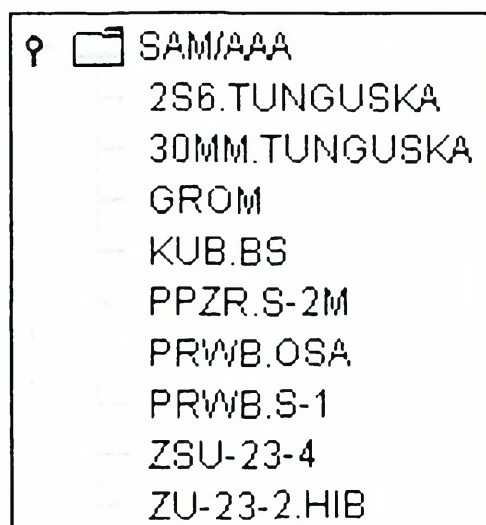 SAM/AAA
2S6.TUNGUSKA
30MM.TUNGUSKA
GROM
KUB.BS
PPZR.S-2M
PRWB.OSA
PRWB.S-1
ZSU-23-4
ZU-23-2.HIB